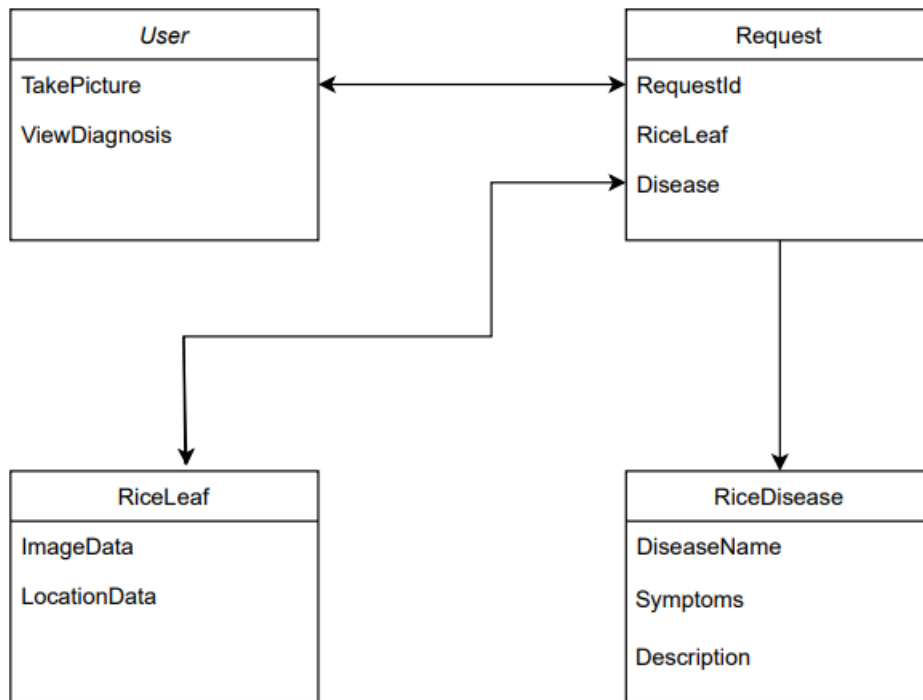 User
TakePicture
ViewDiagnosis
Request
RequestId
RiceLeaf
Disease
RiceLeaf
ImageData
LocationData
RiceDisease
DiseaseName
Symptoms
Description